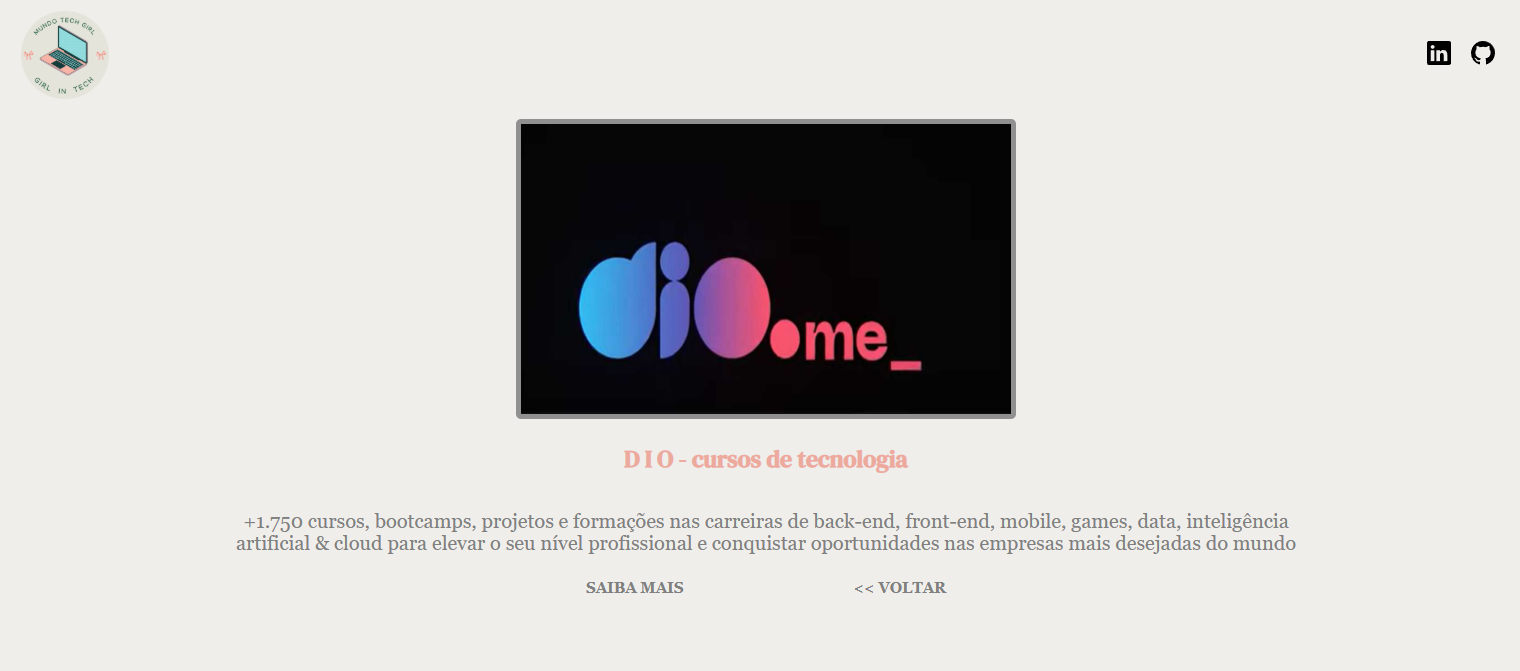 MUNDO TECH GIRL
GIRL IN TECH
in
dio.me_
D I O - cursos de tecnologia
+1.750 cursos, bootcamps, projetos e formações nas carreiras de back-end, front-end, mobile, games, data, inteligência
artificial & cloud para elevar o seu nível profissional e conquistar oportunidades nas empresas mais desejadas do mundo
SAIBA MAIS
<< VOLTAR